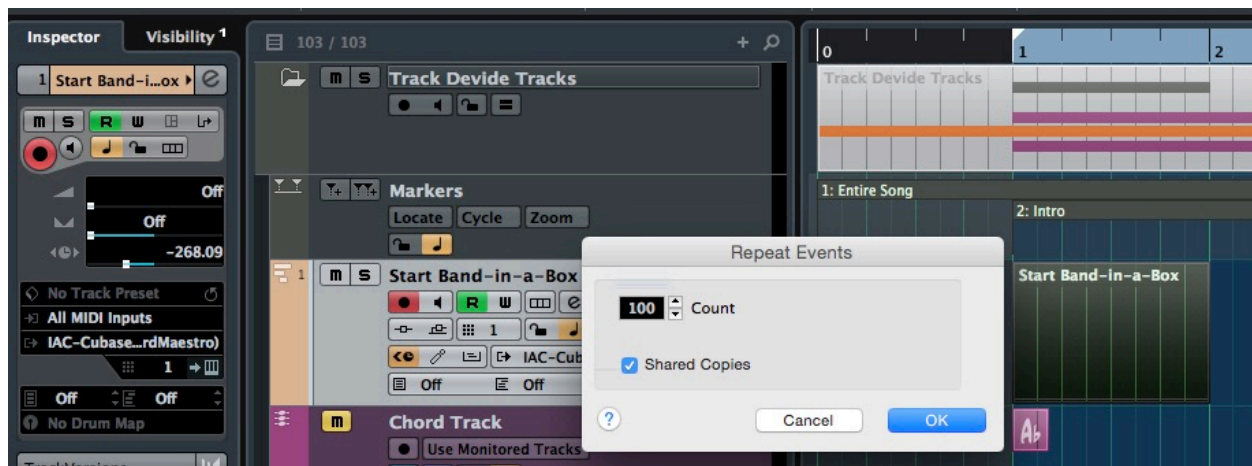 Inspector
Visibility 1
103 / 103
+
0
1
2
1 Start Band-i...ox
e
m S
Track Devide Tracks
Track Devide Tracks
m S R W
Off
Markers
1: Entire Song
Off
Locate Cycle Zoom
2: Intro
-268.09
Repeat Events
1 m S Start Band-in-a-Box
Start Band-in-a-Box
No Track Preset
R W e
100 Count
All MIDI Inputs
1
IAC-Cubase...rdMaestro)
IAC-Cub
Shared Copies
1
Off Off
Off Off
?
Cancel
OK
No Drum Map
m
Chord Track
A♭
Use Monitored Tracks